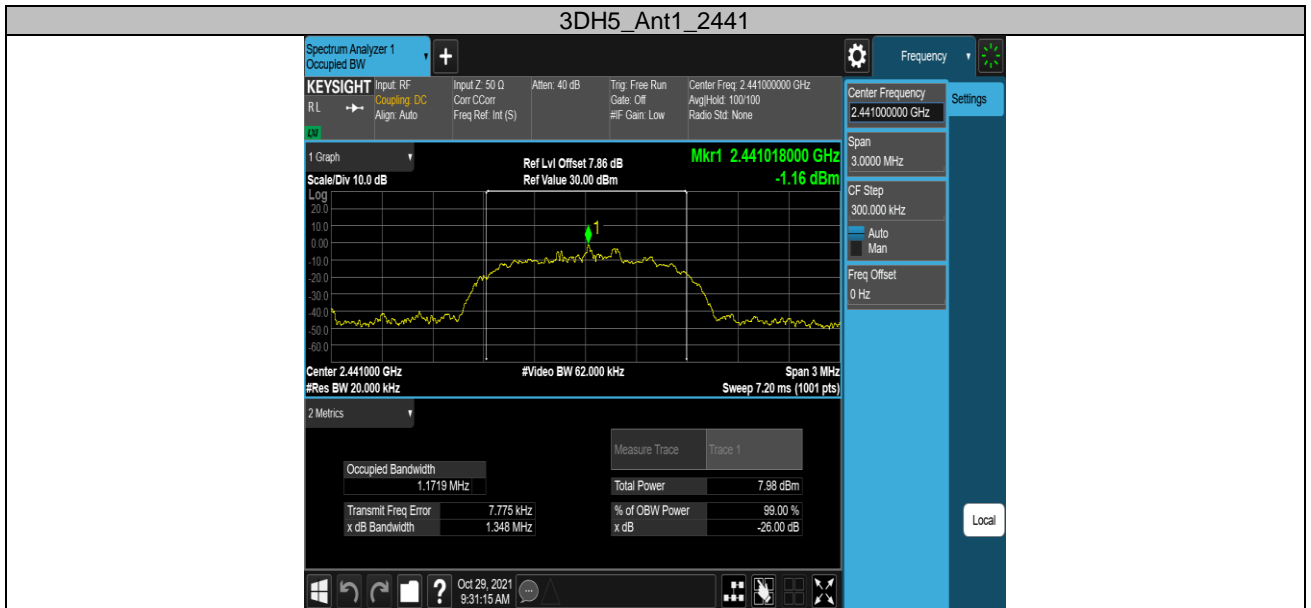 3DH5_Ant1_2441
Spectrum Analyzer 1
Occupied BW
+
Frequency
KEYSIGHT Input: RF Input Z: 50 Ω Atten: 40 dB Trig: Free Run Center Freq: 2.441000000 GHz
RL Coupling: DC Corr CCorr Gate: Off Avg|Hold: 100/100
Align: Auto Freq Ref: Int (S) #IF Gain: Low Radio Std: None
Center Frequency
2.441000000 GHz
Settings
Span
3.0000 MHz
CF Step
300.000 kHz
Auto
Man
Freq Offset
0 Hz
Local
1 Graph
Ref Lvl Offset 7.86 dB Mkr1 2.441018000 GHz
Scale/Div 10.0 dB Ref Value 30.00 dBm -1.16 dBm
Log
20.0
10.0
1
0.00
-10.0
-20.0
-30.0
-40.0
-50.0
-60.0
Center 2.441000 GHz #Video BW 62.000 kHz Span 3 MHz
#Res BW 20.000 kHz Sweep 7.20 ms (1001 pts)
2 Metrics
Measure Trace Trace 1
Occupied Bandwidth
1.1719 MHz Total Power 7.98 dBm
Transmit Freq Error 7.775 kHz % of OBW Power 99.00 %
x dB Bandwidth 1.348 MHz x dB -26.00 dB
? Oct 29, 2021
9:31:15 AM